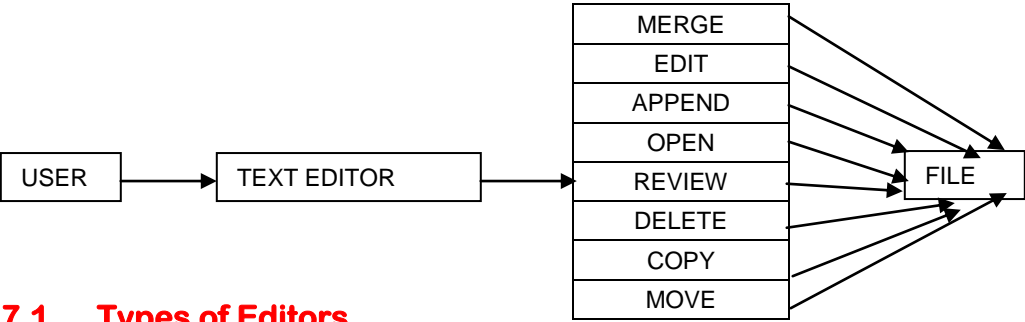 MERGE
EDIT
APPEND
OPEN
USER TEXT EDITOR REVIEW FILE
DELETE
COPY
MOVE
7.1 Types of Editors